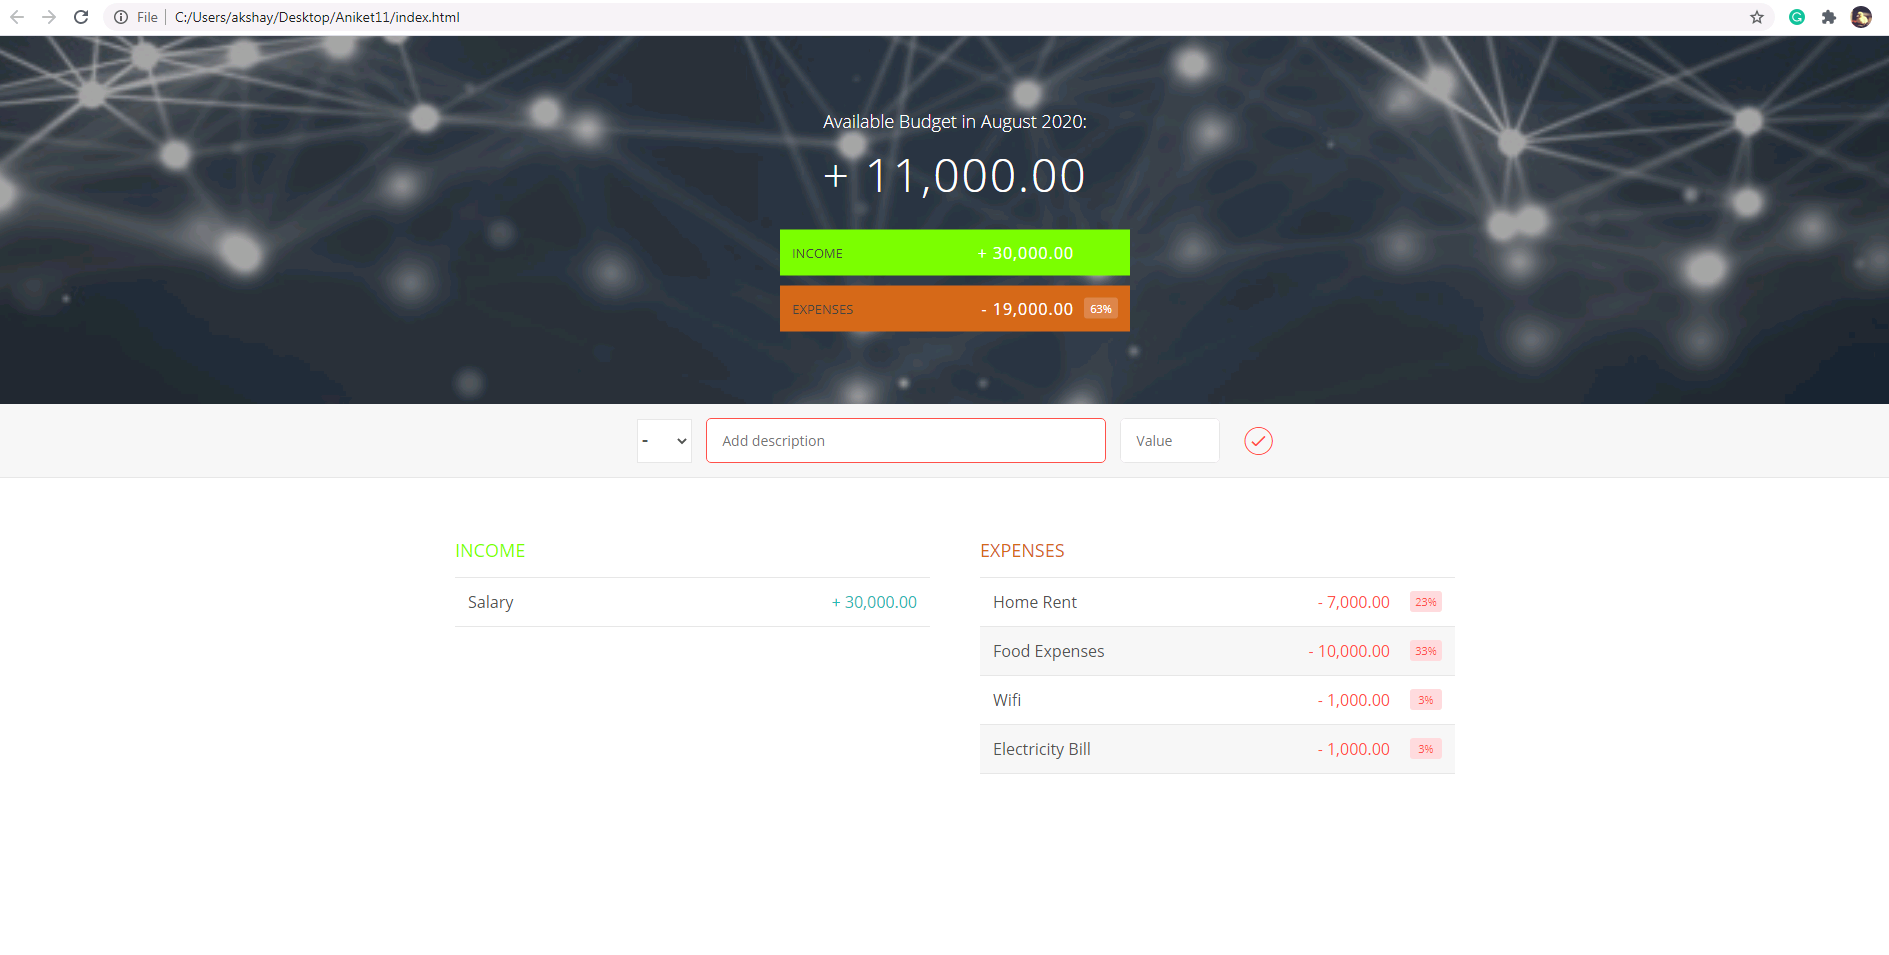 File C:/Users/akshay/Desktop/Aniket11/index.html
Available Budget in August 2020:
+ 11,000.00
INCOME + 30,000.00
EXPENSES - 19,000.00 63%
- Add description Value
INCOME
Salary + 30,000.00
EXPENSES
Home Rent - 7,000.00 23%
Food Expenses - 10,000.00 33%
Wifi - 1,000.00 3%
Electricity Bill - 1,000.00 3%